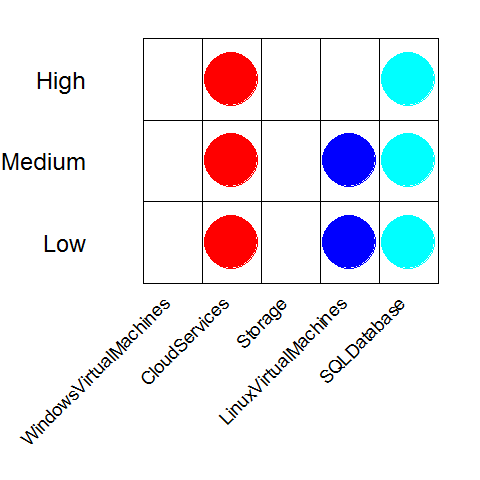 High
Medium
Low
WindowsVirtualMachines
CloudServices
Storage
LinuxVirtualMachines
SQLDatabase